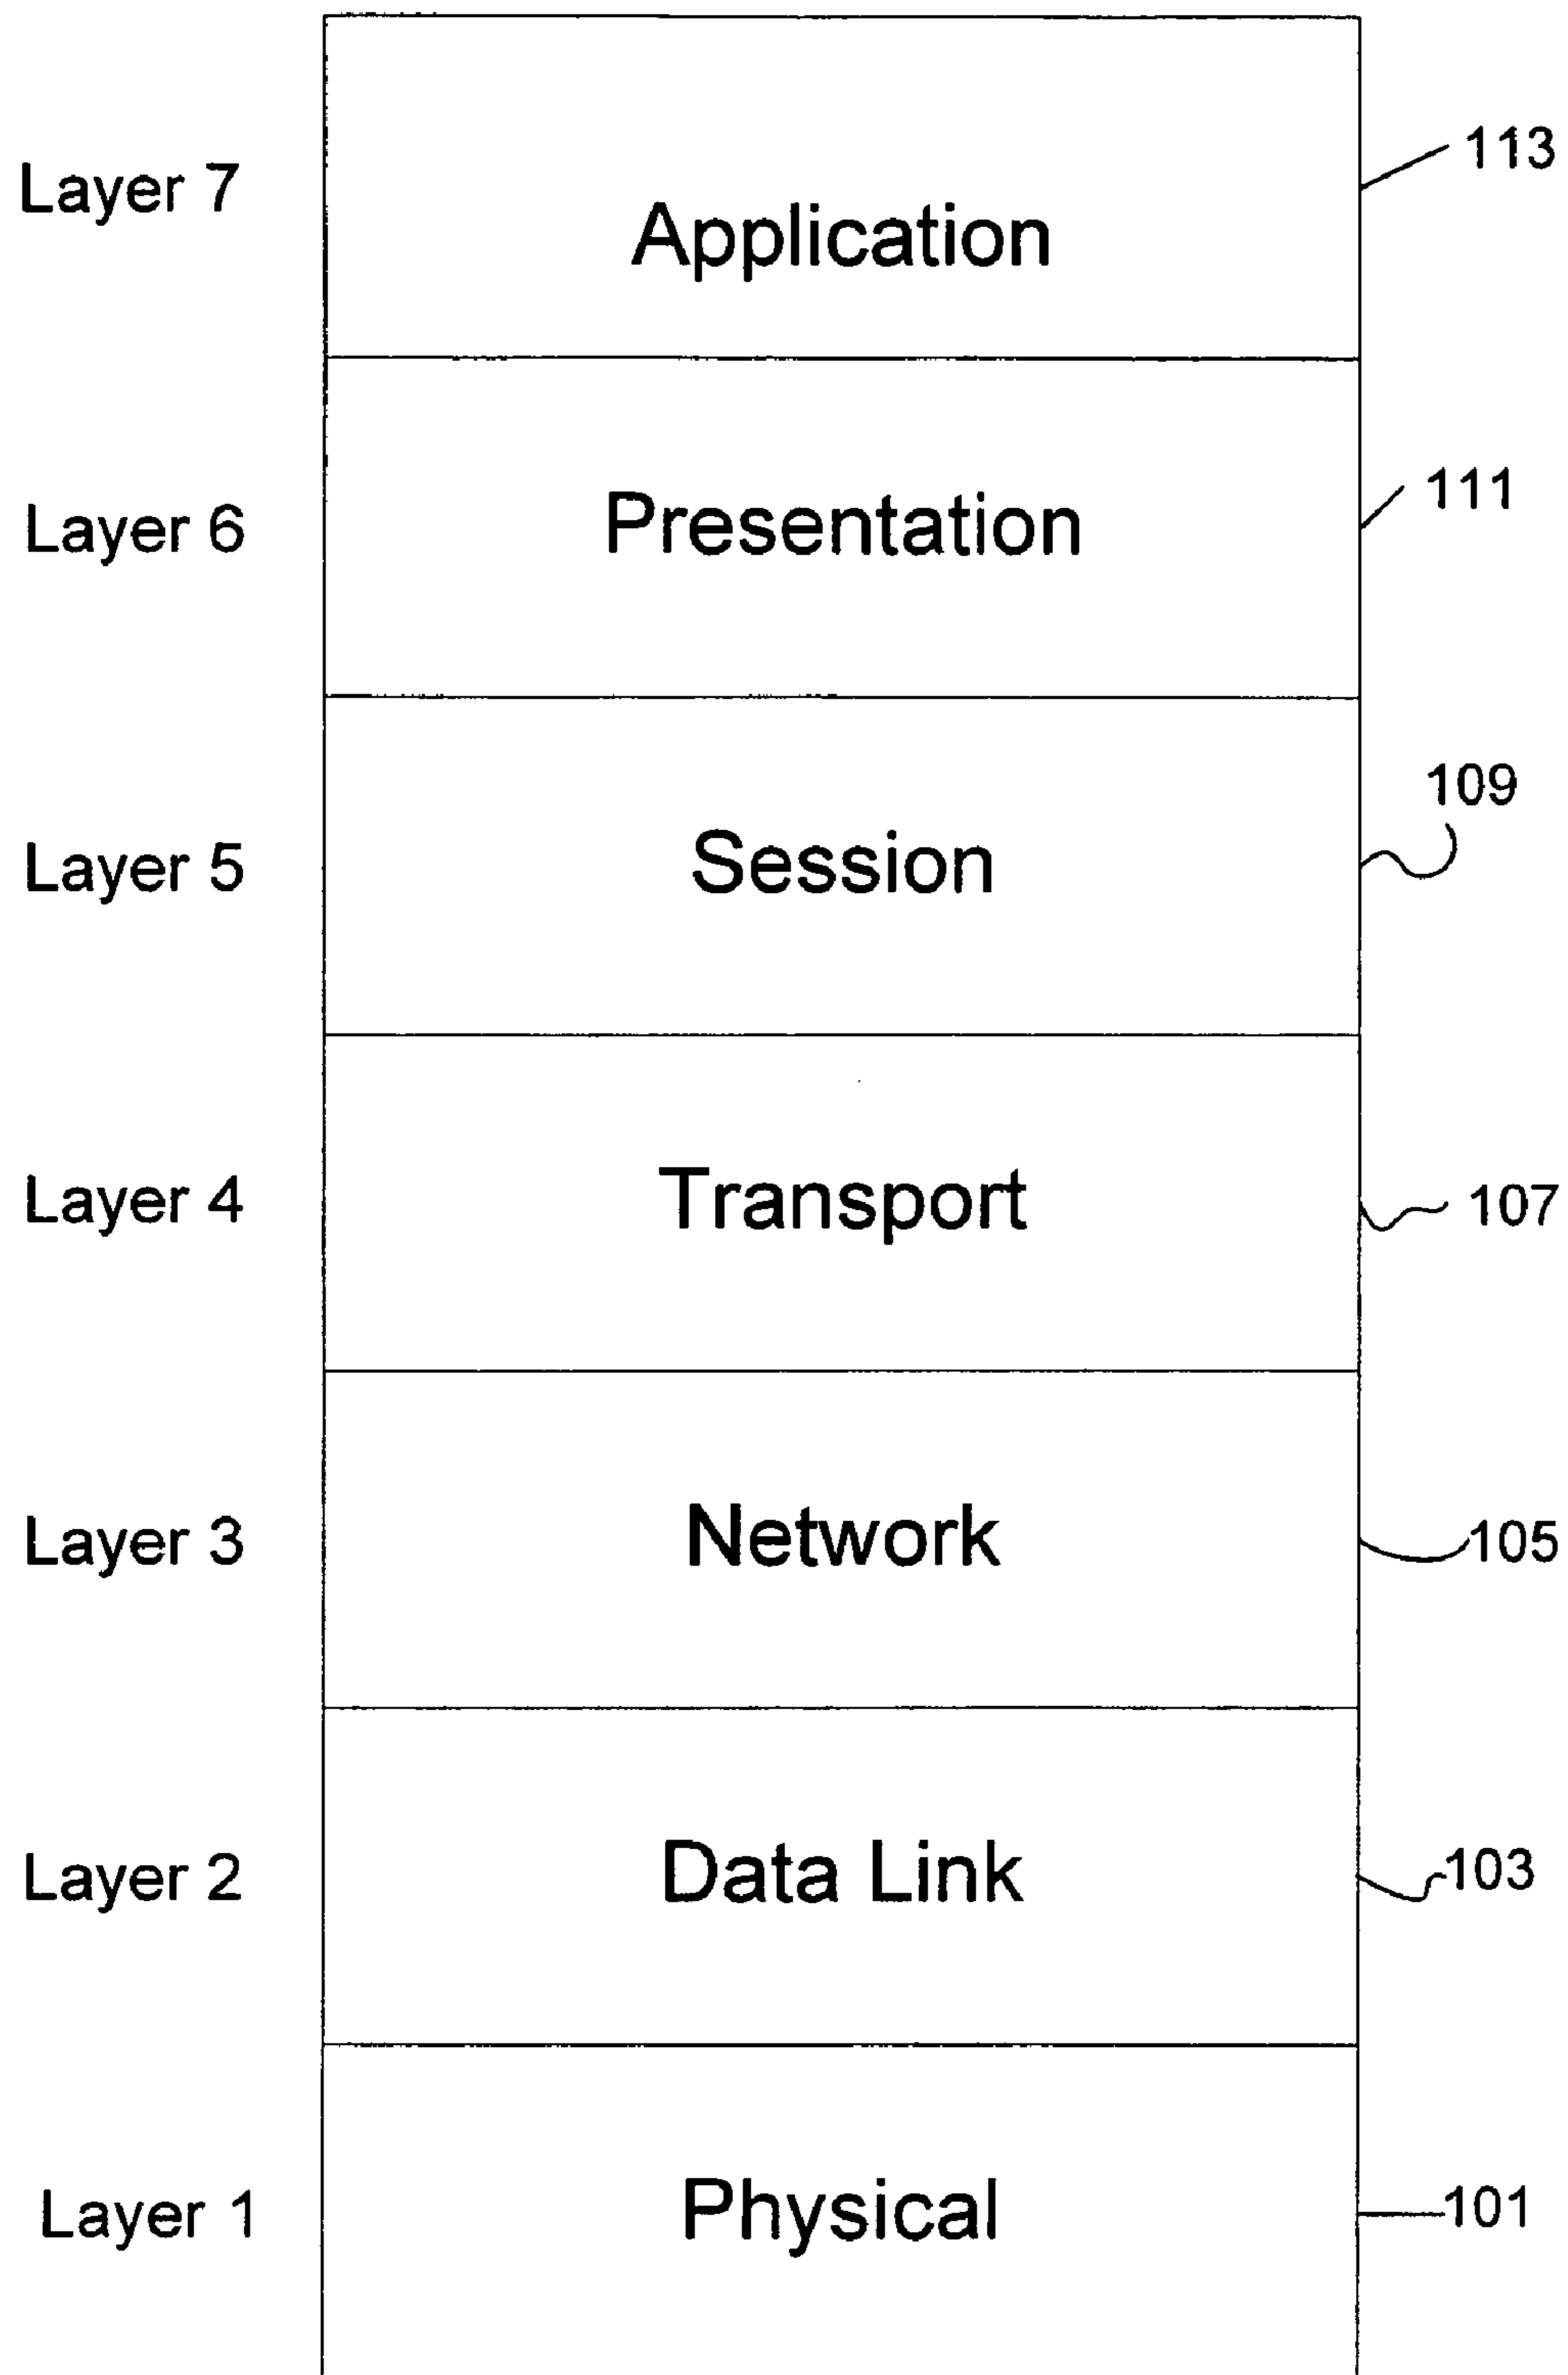 Layer 7 Application 113
Layer 6 Presentation 111
Layer 5 Session 109
Layer 4 Transport 107
Layer 3 Network 105
Layer 2 Data Link 103
Layer 1 Physical 101